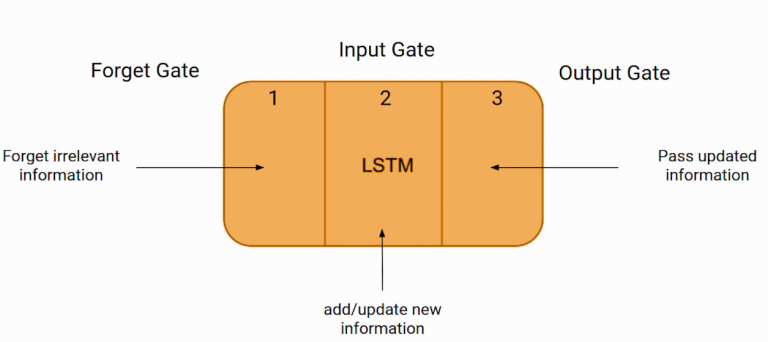 Input Gate
Forget Gate
Output Gate
1
2
3
Forget irrelevant
information
LSTM
Pass updated
information
add/update new
information